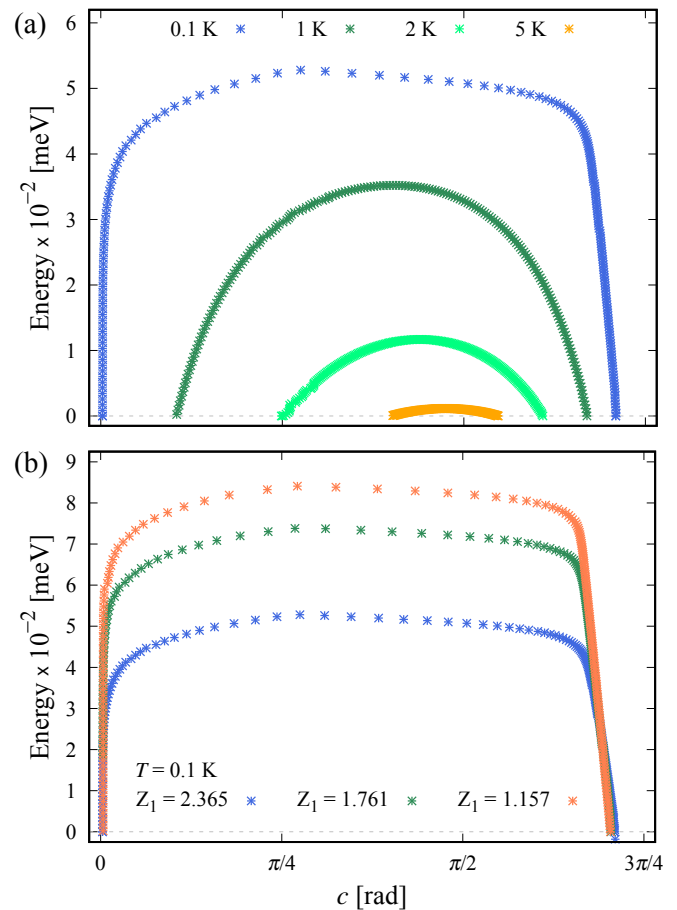 (a)
0.1 K 1 K 2 K 5 K
Energy x 10⁻² [meV]
6
5
4
3
2
1
0
(b)
Energy x 10⁻² [meV]
9
8
7
6
5
4
3
2
1
0
T = 0.1 K
Z₁ = 2.365 Z₁ = 1.761 Z₁ = 1.157
0 π/4 π/2 3π/4
c [rad]